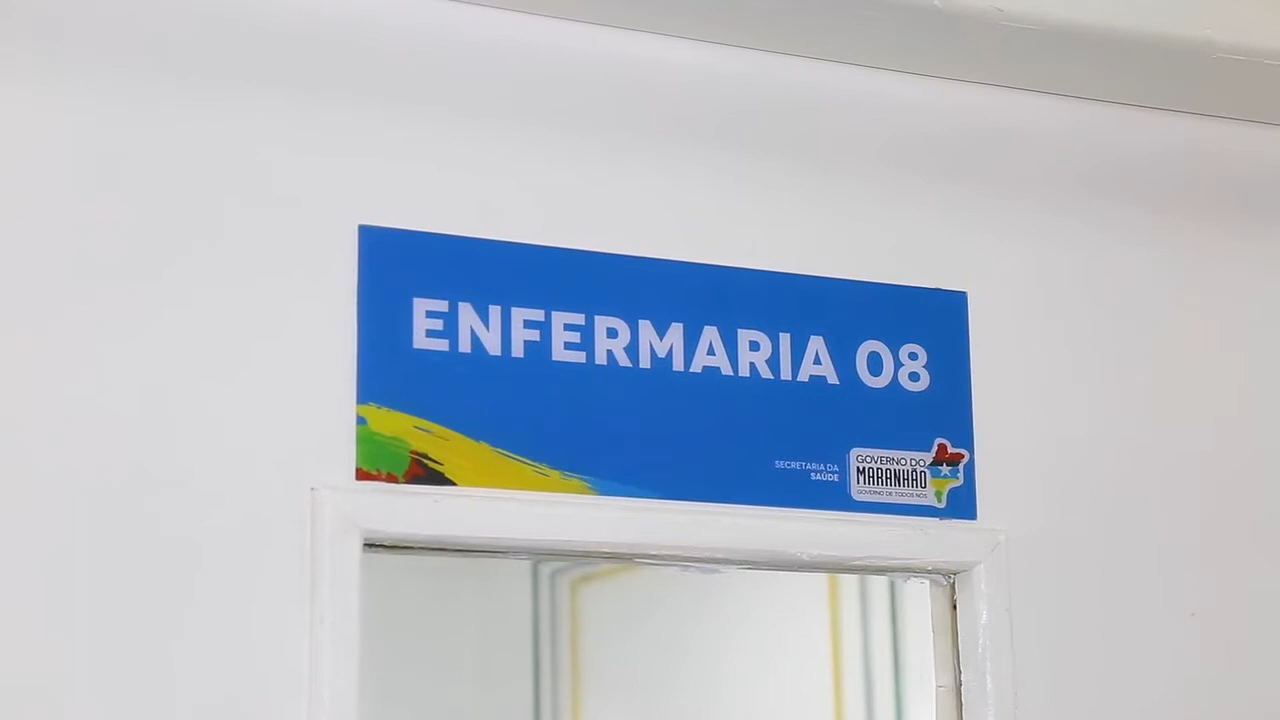 ENFERMARIA 08
SECRETARIA DA
SAÚDE
GOVERNO DO
MARANHÃO
GOVERNO DE TODOS NÓS